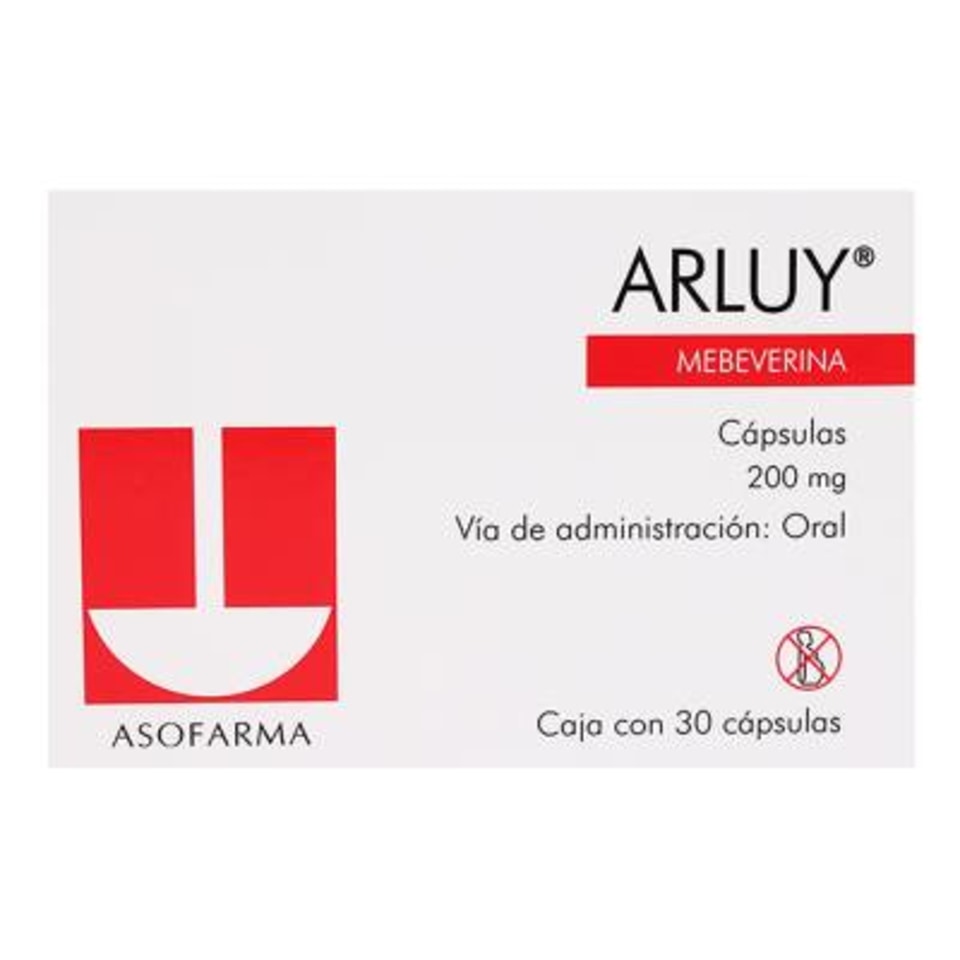 ARLUY®
MEBEVERINA
Cápsulas
200 mg
Vía de administración: Oral
Caja con 30 cápsulas
ASOFARMA